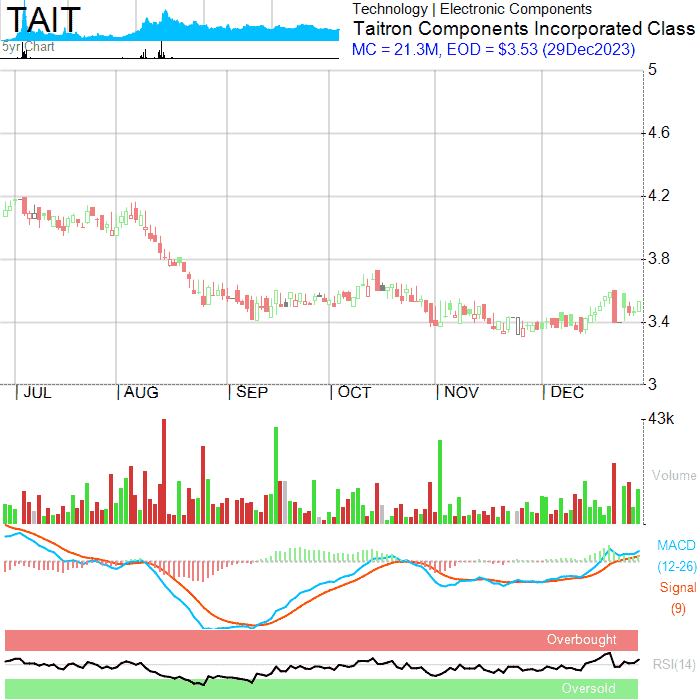 TAIT
5yr Chart
Technology | Electronic Components
Taitron Components Incorporated Class
MC = 21.3M, EOD = $3.53 (29Dec2023)
5
4.6
4.2
3.8
3.4
3
JUL AUG SEP OCT NOV DEC
43k
Volume
MACD
(12-26)
Signal
(9)
Overbought
RSI(14)
Oversold